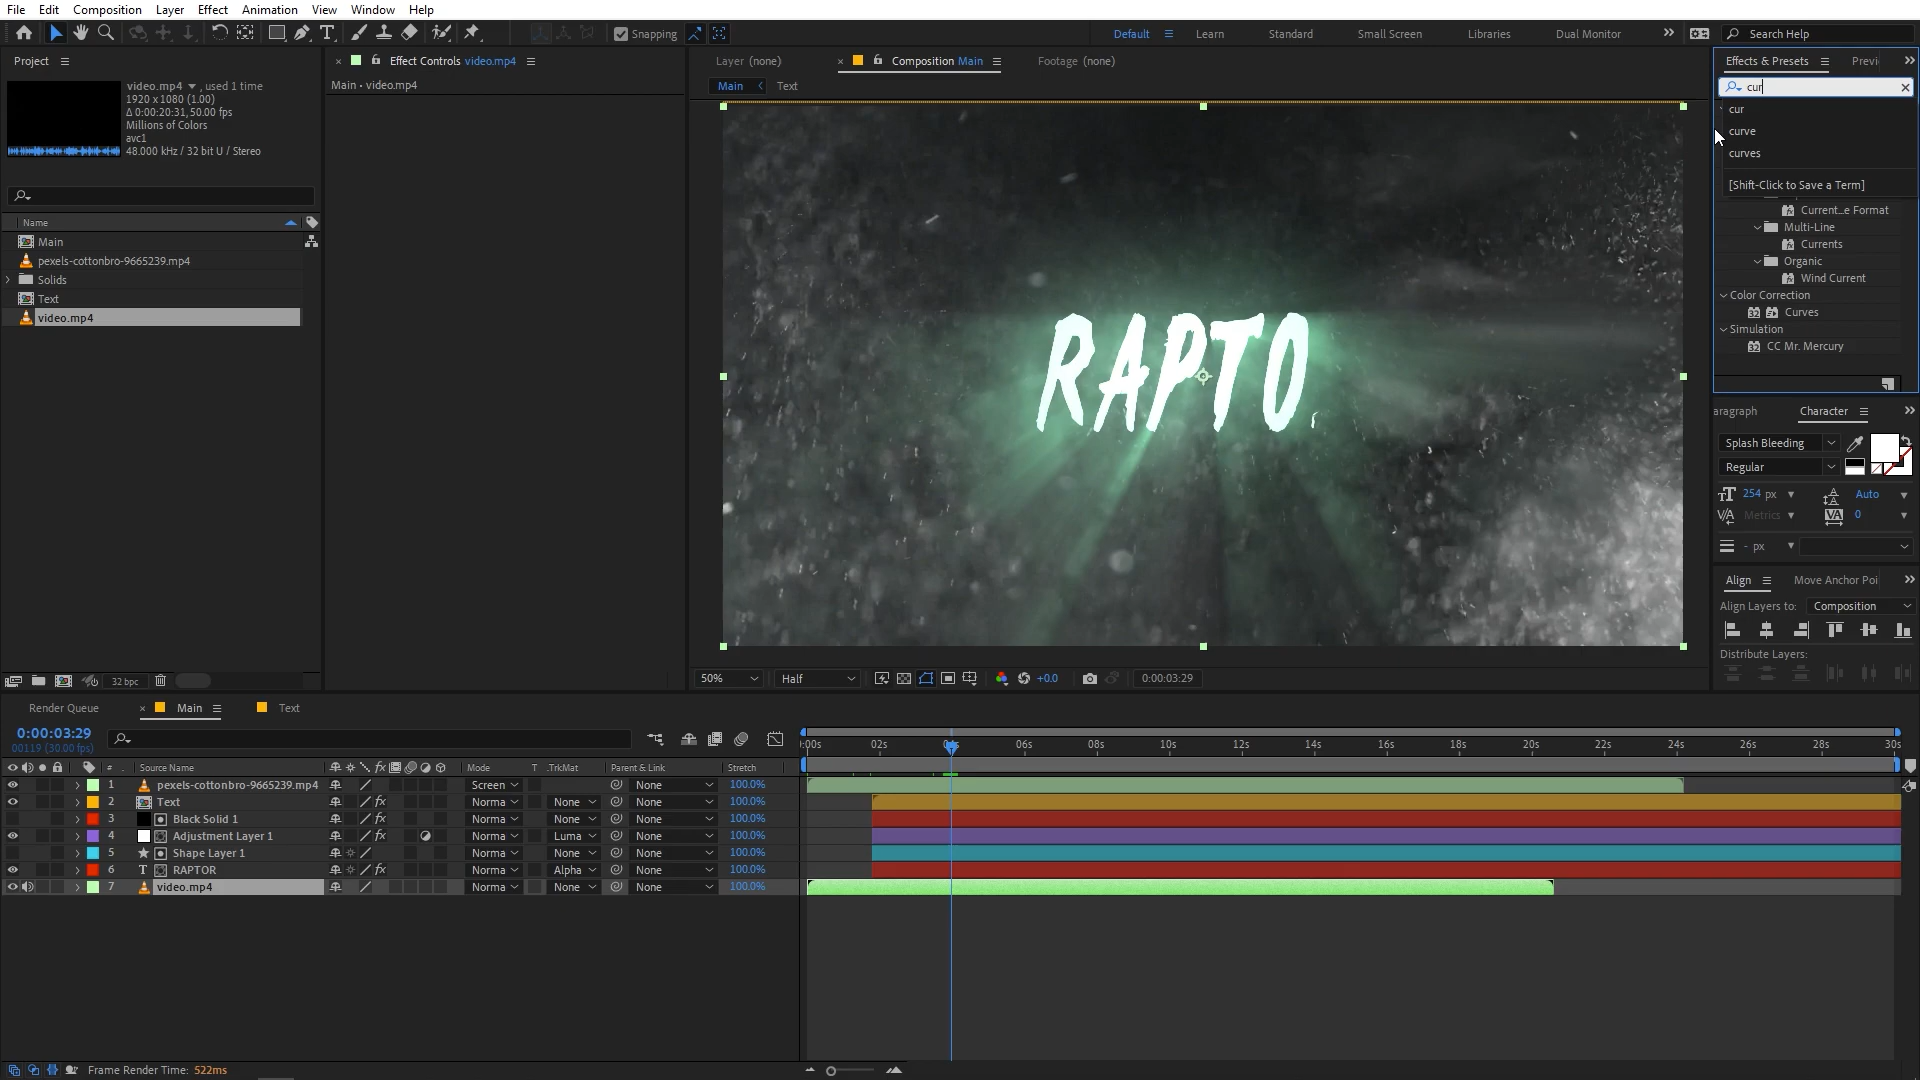 File Edit Composition Layer Effect Animation View Window Help
Snapping Default Learn Standard Small Screen Libraries Dual Monitor Search Help
Project
video.mp4 , used 1 time
1920 x 1080 (1.00)
Δ 0:00:20:31, 50.00 fps
Millions of Colors
avc1
48.000 kHz / 32 bit U / Stereo
Name
Main
pexels-cottonbro-9665239.mp4
Solids
Text
video.mp4
32 bpc
Effect Controls video.mp4
Main • video.mp4
Layer (none) Composition Main Footage (none)
Main Text
RAPTO
50% Half +0.0 0:00:03:29
Effects & Presets Previ
cur
cur
curve
curves
[Shift-Click to Save a Term]
Current...e Format
Multi-Line
Currents
Organic
Wind Current
Color Correction
32 Curves
Simulation
32 CC Mr. Mercury
aragraph Character
Splash Bleeding
Regular
254 px Auto
Metrics 0
- px
Align Move Anchor Poi
Align Layers to: Composition
Distribute Layers:
Render Queue Main Text
0:00:03:29
00119 (30.00 fps)
:00s 02s 06s 08s 10s 12s 14s 16s 18s 20s 22s 24s 26s 28s 30s
# Source Name fx Mode T .TrkMat Parent & Link Stretch
1 pexels-cottonbro-9665239.mp4 Screen None 100.0%
2 Text fx Norma None None 100.0%
3 Black Solid 1 fx Norma None None 100.0%
4 Adjustment Layer 1 fx Norma Luma None 100.0%
5 Shape Layer 1 Norma None None 100.0%
6 T RAPTOR fx Norma Alpha None 100.0%
7 video.mp4 Norma None None 100.0%
Frame Render Time: 522ms